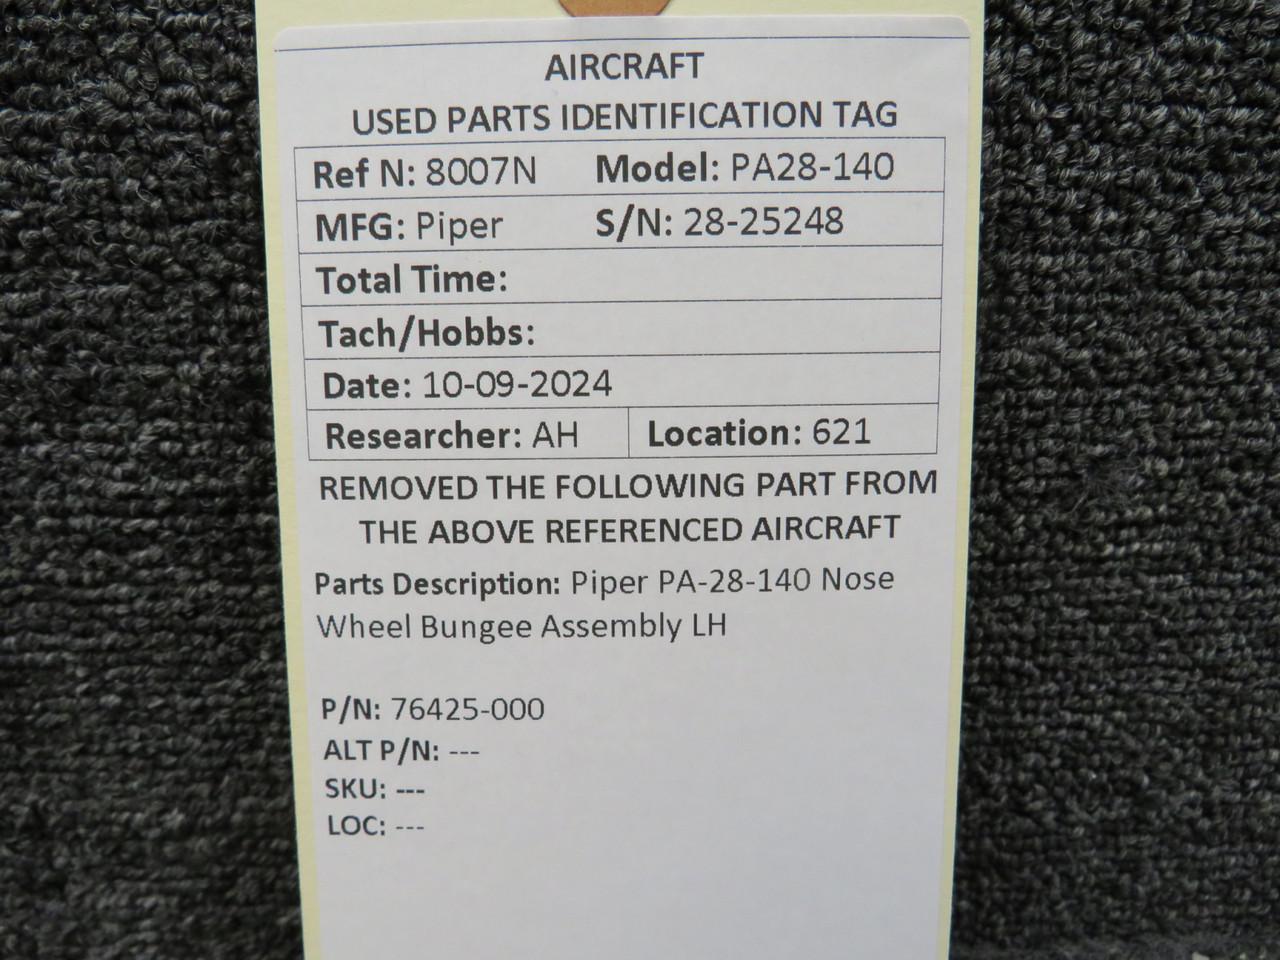 AIRCRAFT
USED PARTS IDENTIFICATION TAG
Ref N: 8007N Model: PA28-140
MFG: Piper S/N: 28-25248
Total Time:
Tach/Hobbs:
Date: 10-09-2024
Researcher: AH Location: 621
REMOVED THE FOLLOWING PART FROM
THE ABOVE REFERENCED AIRCRAFT
Parts Description: Piper PA-28-140 Nose
Wheel Bungee Assembly LH
P/N: 76425-000
ALT P/N: ---
SKU: ---
LOC: ---